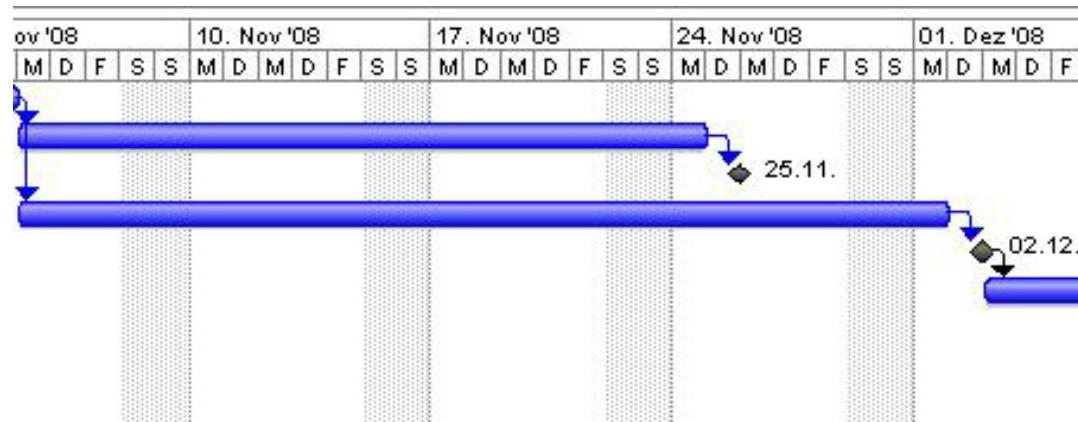 ov '08 10. Nov '08 17. Nov '08 24. Nov '08 01. Dez '08
M D F S S M D M D F S S M D M D F S S M D M D F S S M D M D F
25.11.
02.12.